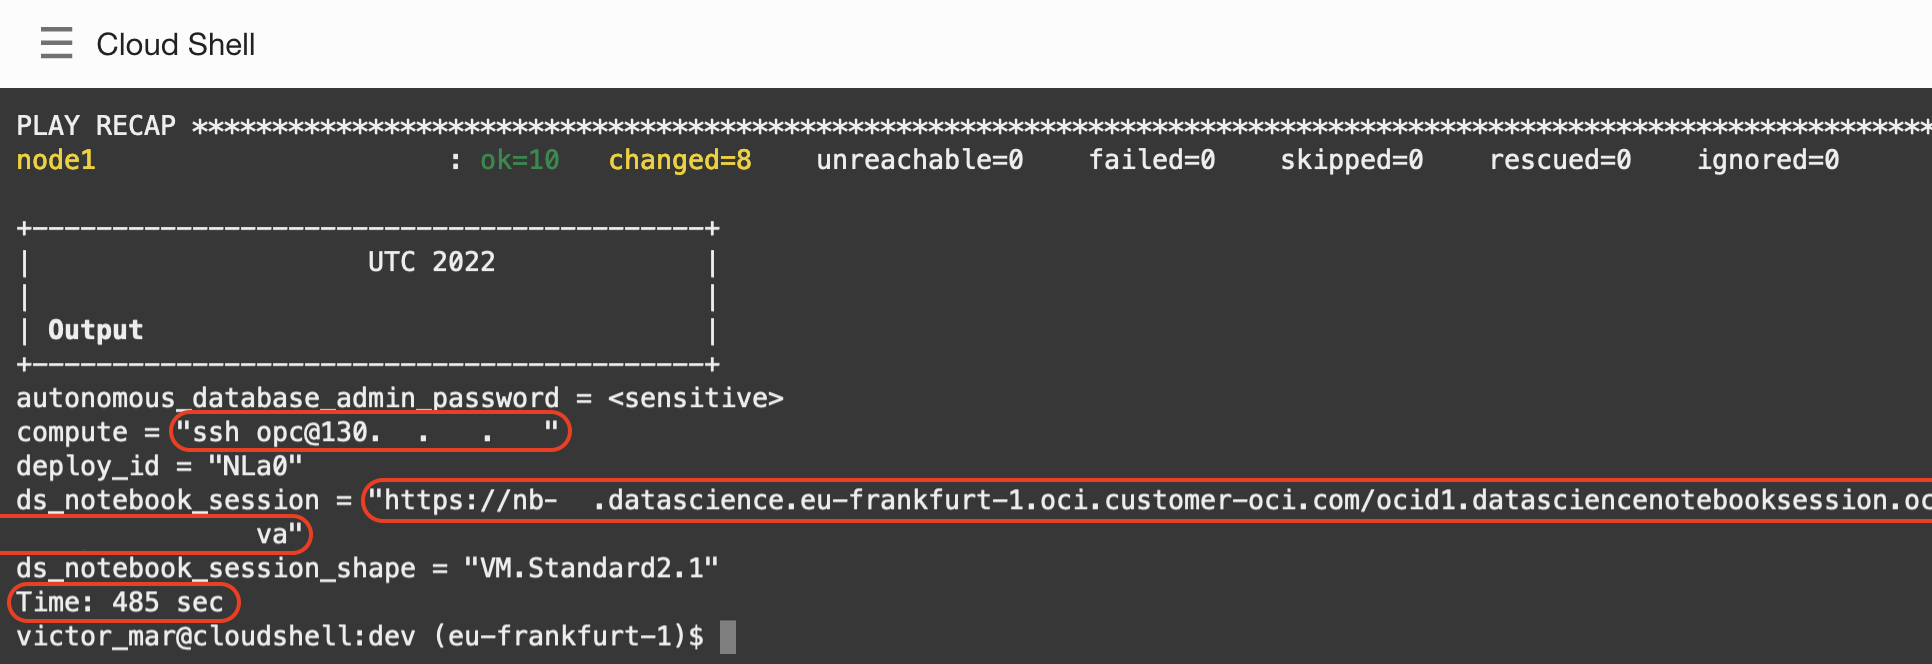 Cloud Shell
PLAY RECAP *************************************************************************************************************
node1                      : ok=10   changed=8    unreachable=0    failed=0    skipped=0    rescued=0    ignored=0
+------------------------------------------+
|                     UTC 2022             |
|                                          |
| Output                                   |
+------------------------------------------+
autonomous_database_admin_password = <sensitive>
compute = "ssh opc@130.  .   .   "
deploy_id = "NLa0"
ds_notebook_session = "https://nb-  .datascience.eu-frankfurt-1.oci.customer-oci.com/ocid1.datasciencenotebooksession.oc
va"
ds_notebook_session_shape = "VM.Standard2.1"
Time: 485 sec
victor_mar@cloudshell:dev (eu-frankfurt-1)$